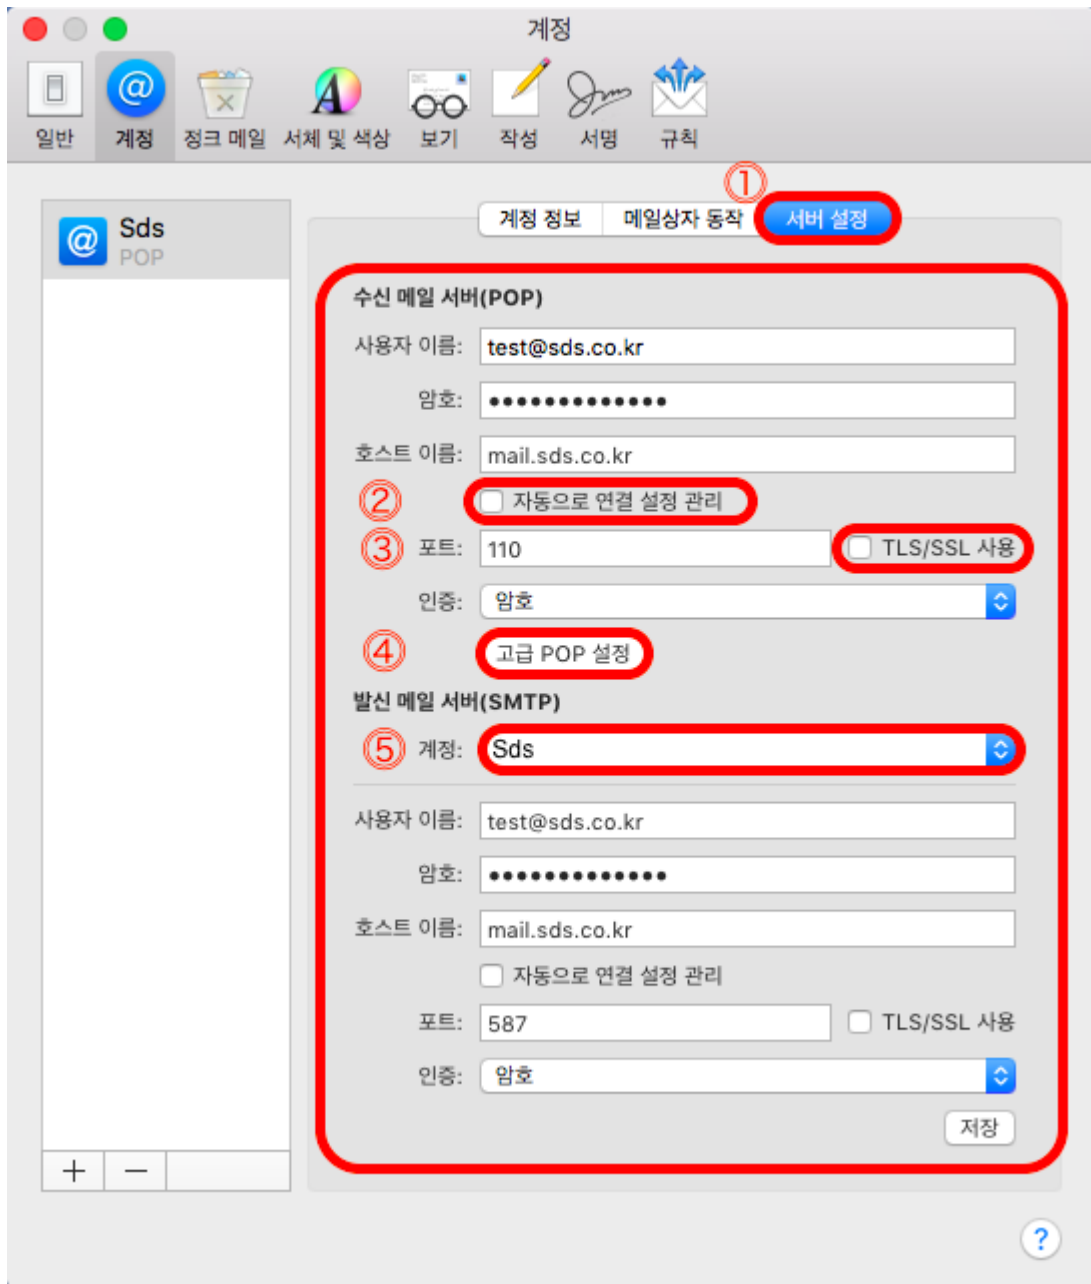 계정
일반 계정 정크 메일 서체 및 색상 보기 작성 서명 규칙
①
Sds
POP
계정 정보 메일상자 동작 서버 설정
수신 메일 서버(POP)
사용자 이름: test@sds.co.kr
암호: •••••••••••••
호스트 이름: mail.sds.co.kr
② 자동으로 연결 설정 관리
③ 포트: 110 TLS/SSL 사용
인증: 암호
④ 고급 POP 설정
발신 메일 서버(SMTP)
⑤ 계정: Sds
사용자 이름: test@sds.co.kr
암호: •••••••••••••
호스트 이름: mail.sds.co.kr
자동으로 연결 설정 관리
포트: 587 TLS/SSL 사용
인증: 암호
저장
+ −
?